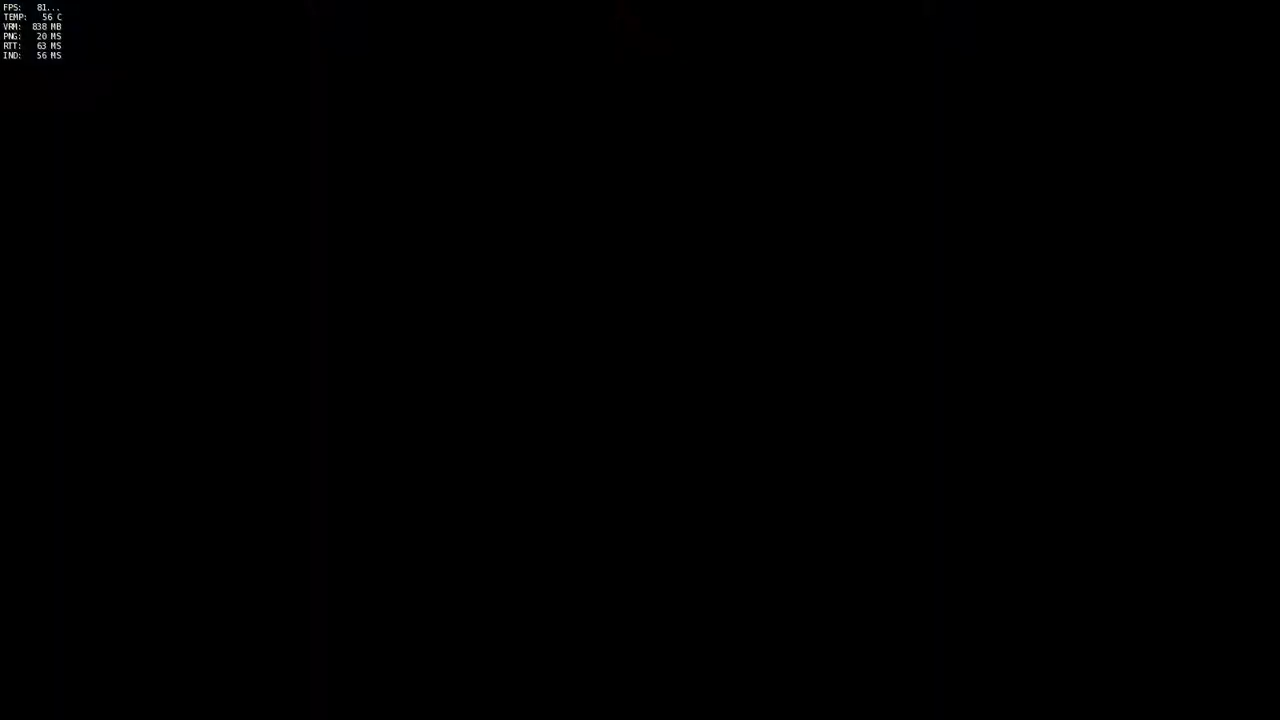 FPS: 81...
TEMP: 56 C
VRM: 838 MB
PNG: 20 MS
RTT: 63 MS
IND: 56 MS